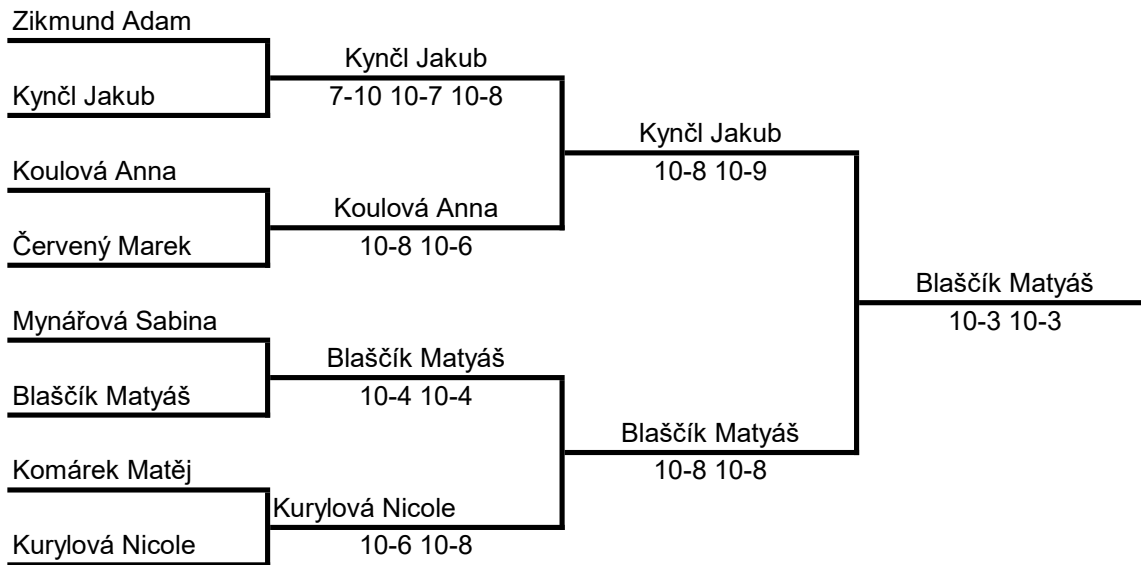 Zikmund Adam
Kynčl Jakub
Kynčl Jakub
7-10 10-7 10-8
Kynčl Jakub
10-8 10-9
Koulová Anna
Koulová Anna
Červený Marek
10-8 10-6
Blaščík Matyáš
10-3 10-3
Mynářová Sabina
Blaščík Matyáš
Blaščík Matyáš
10-4 10-4
Blaščík Matyáš
10-8 10-8
Komárek Matěj
Kurylová Nicole
Kurylová Nicole
10-6 10-8